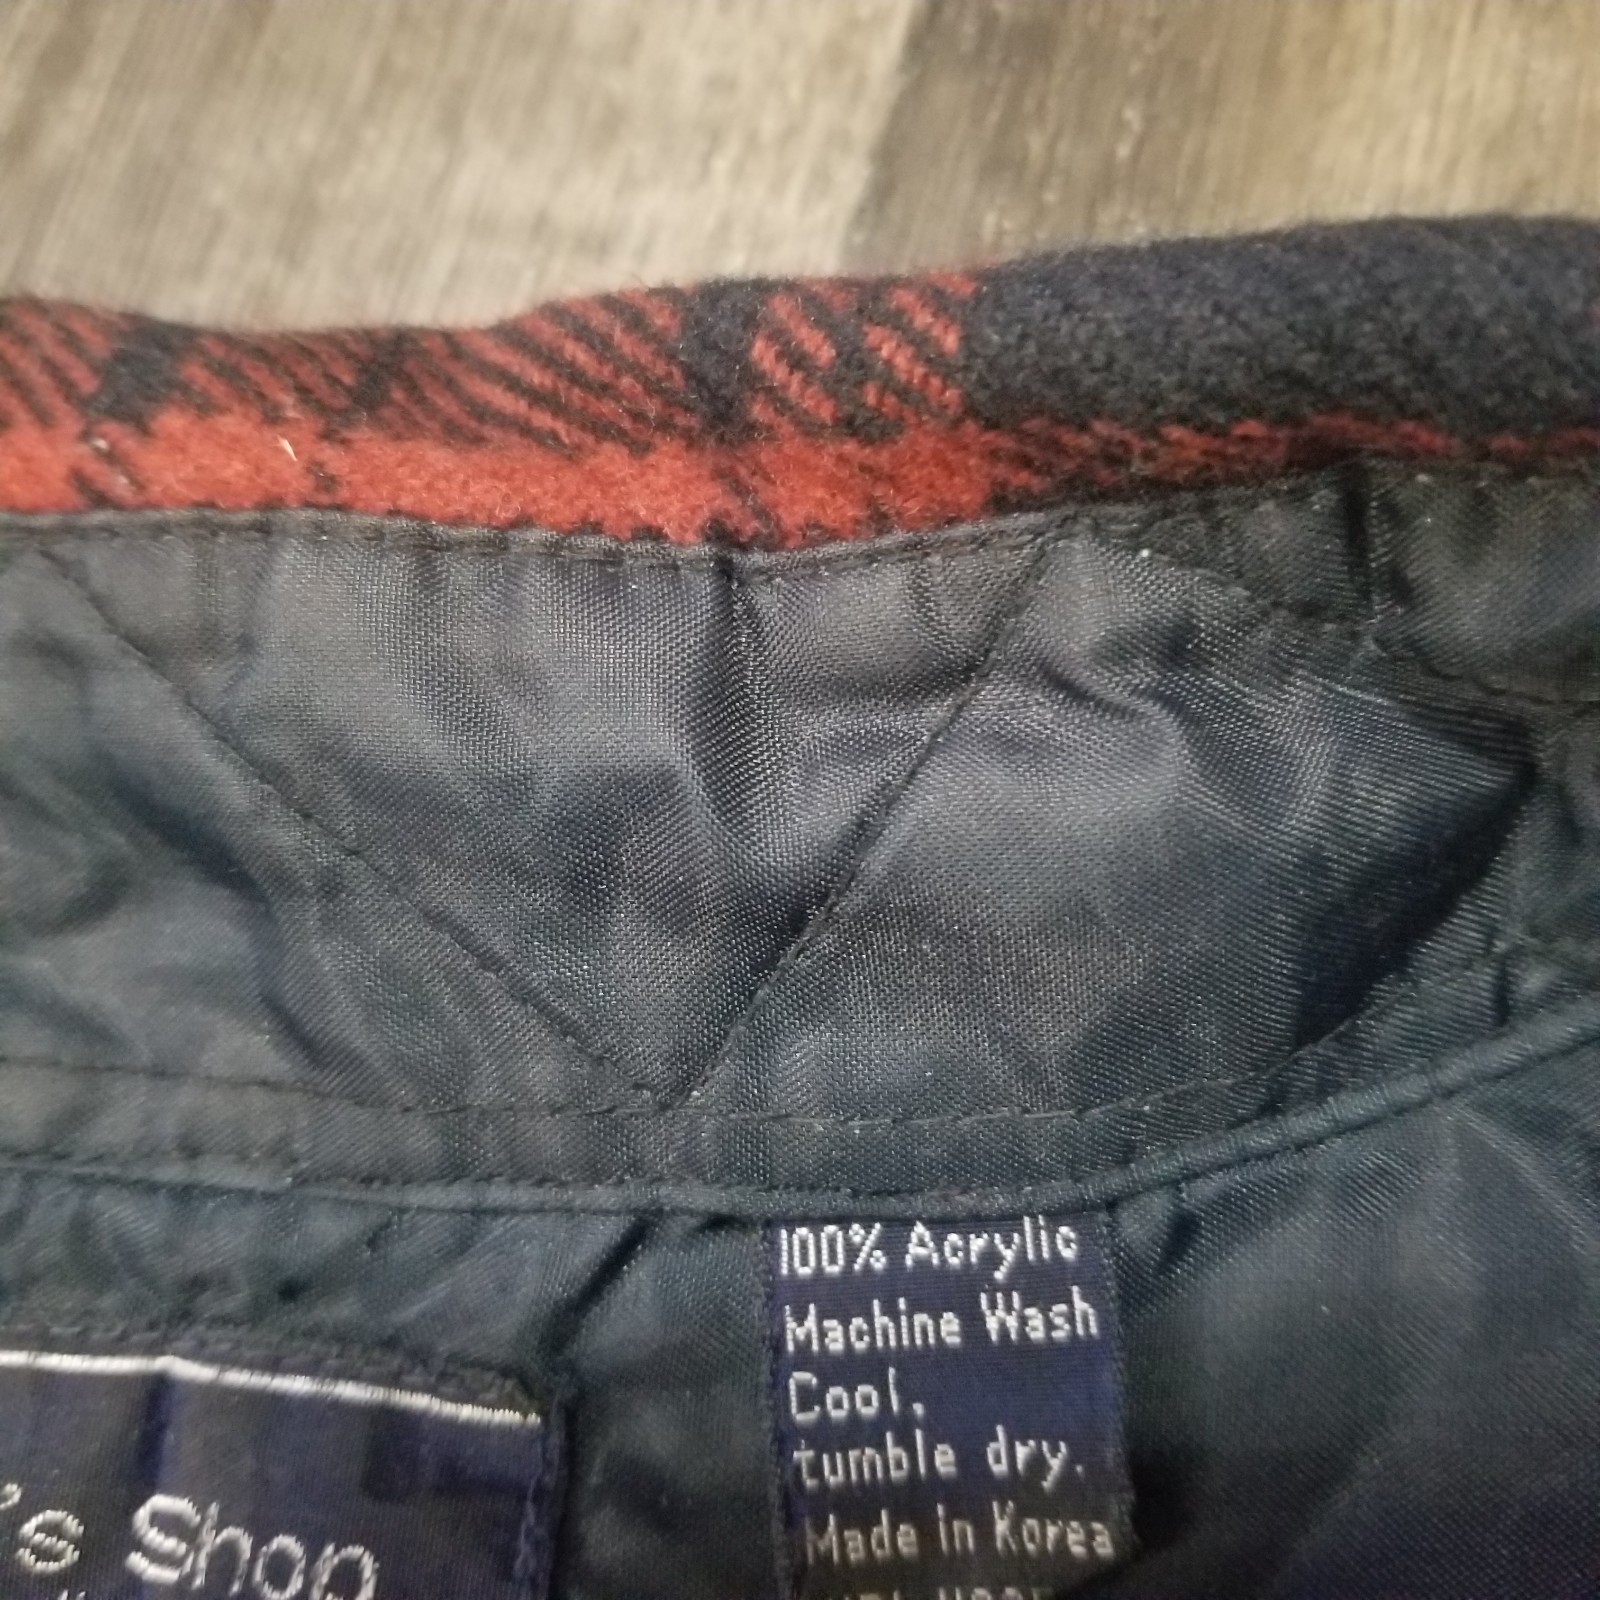 100% Acrylic
Machine Wash
Cool.
tumble dry.
Made in Korea
's Shop